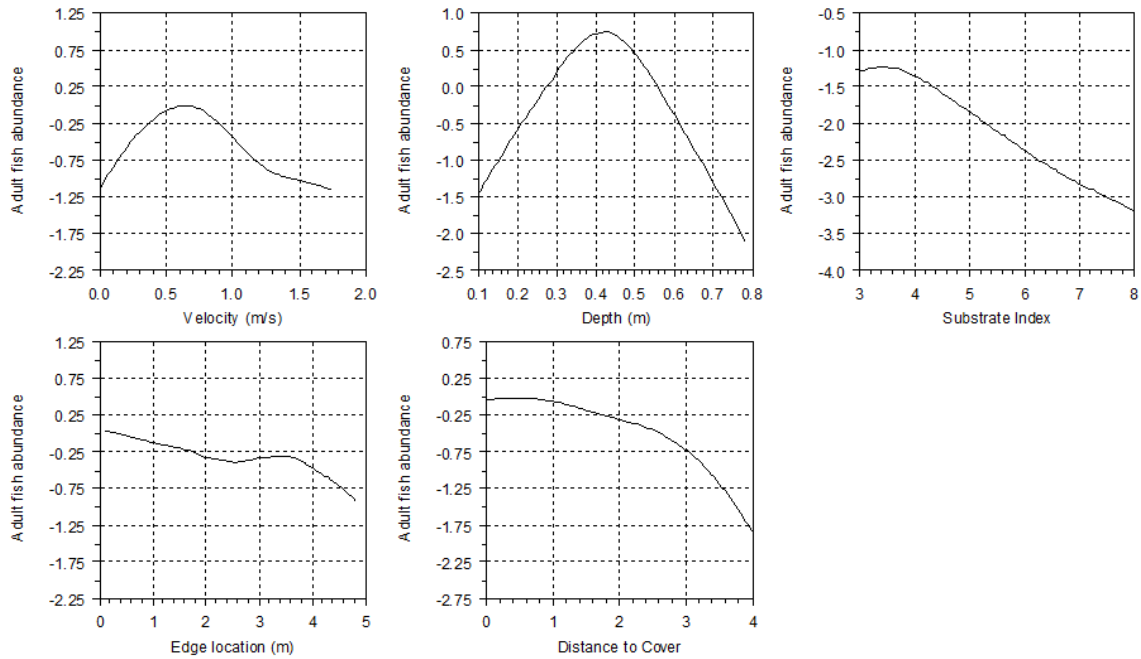 Adult fish abundance
1.25
0.75
0.25
-0.25
-0.75
-1.25
-1.75
-2.25
0.0 0.5 1.0 1.5 2.0
Velocity (m/s)
Adult fish abundance
1.0
0.5
0.0
-0.5
-1.0
-1.5
-2.0
-2.5
0.1 0.2 0.3 0.4 0.5 0.6 0.7 0.8
Depth (m)
Adult fish abundance
-0.5
-1.0
-1.5
-2.0
-2.5
-3.0
-3.5
-4.0
3 4 5 6 7 8
Substrate Index
Adult fish abundance
1.25
0.75
0.25
-0.25
-0.75
-1.25
-1.75
-2.25
0 1 2 3 4 5
Edge location (m)
Adult fish abundance
0.75
0.25
-0.25
-0.75
-1.25
-1.75
-2.25
-2.75
0 1 2 3 4
Distance to Cover